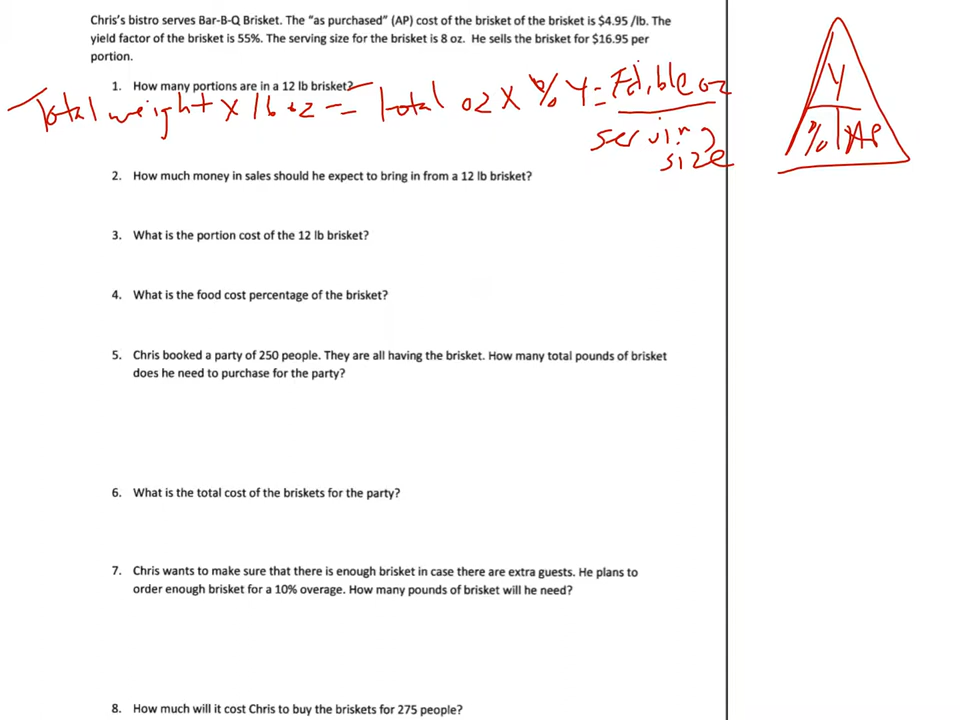 Chris's bistro serves Bar-B-Q Brisket. The "as purchased" (AP) cost of the brisket of the brisket is $4.95 /lb. The
yield factor of the brisket is 55%. The serving size for the brisket is 8 oz. He sells the brisket for $16.95 per
portion.
1. How many portions are in a 12 lb brisket?
Total weight X lb oz = Total oz X % Y = Edible oz
serving
size
Y
% AP
2. How much money in sales should he expect to bring in from a 12 lb brisket?
3. What is the portion cost of the 12 lb brisket?
4. What is the food cost percentage of the brisket?
5. Chris booked a party of 250 people. They are all having the brisket. How many total pounds of brisket
does he need to purchase for the party?
6. What is the total cost of the briskets for the party?
7. Chris wants to make sure that there is enough brisket in case there are extra guests. He plans to
order enough brisket for a 10% overage. How many pounds of brisket will he need?
8. How much will it cost Chris to buy the briskets for 275 people?